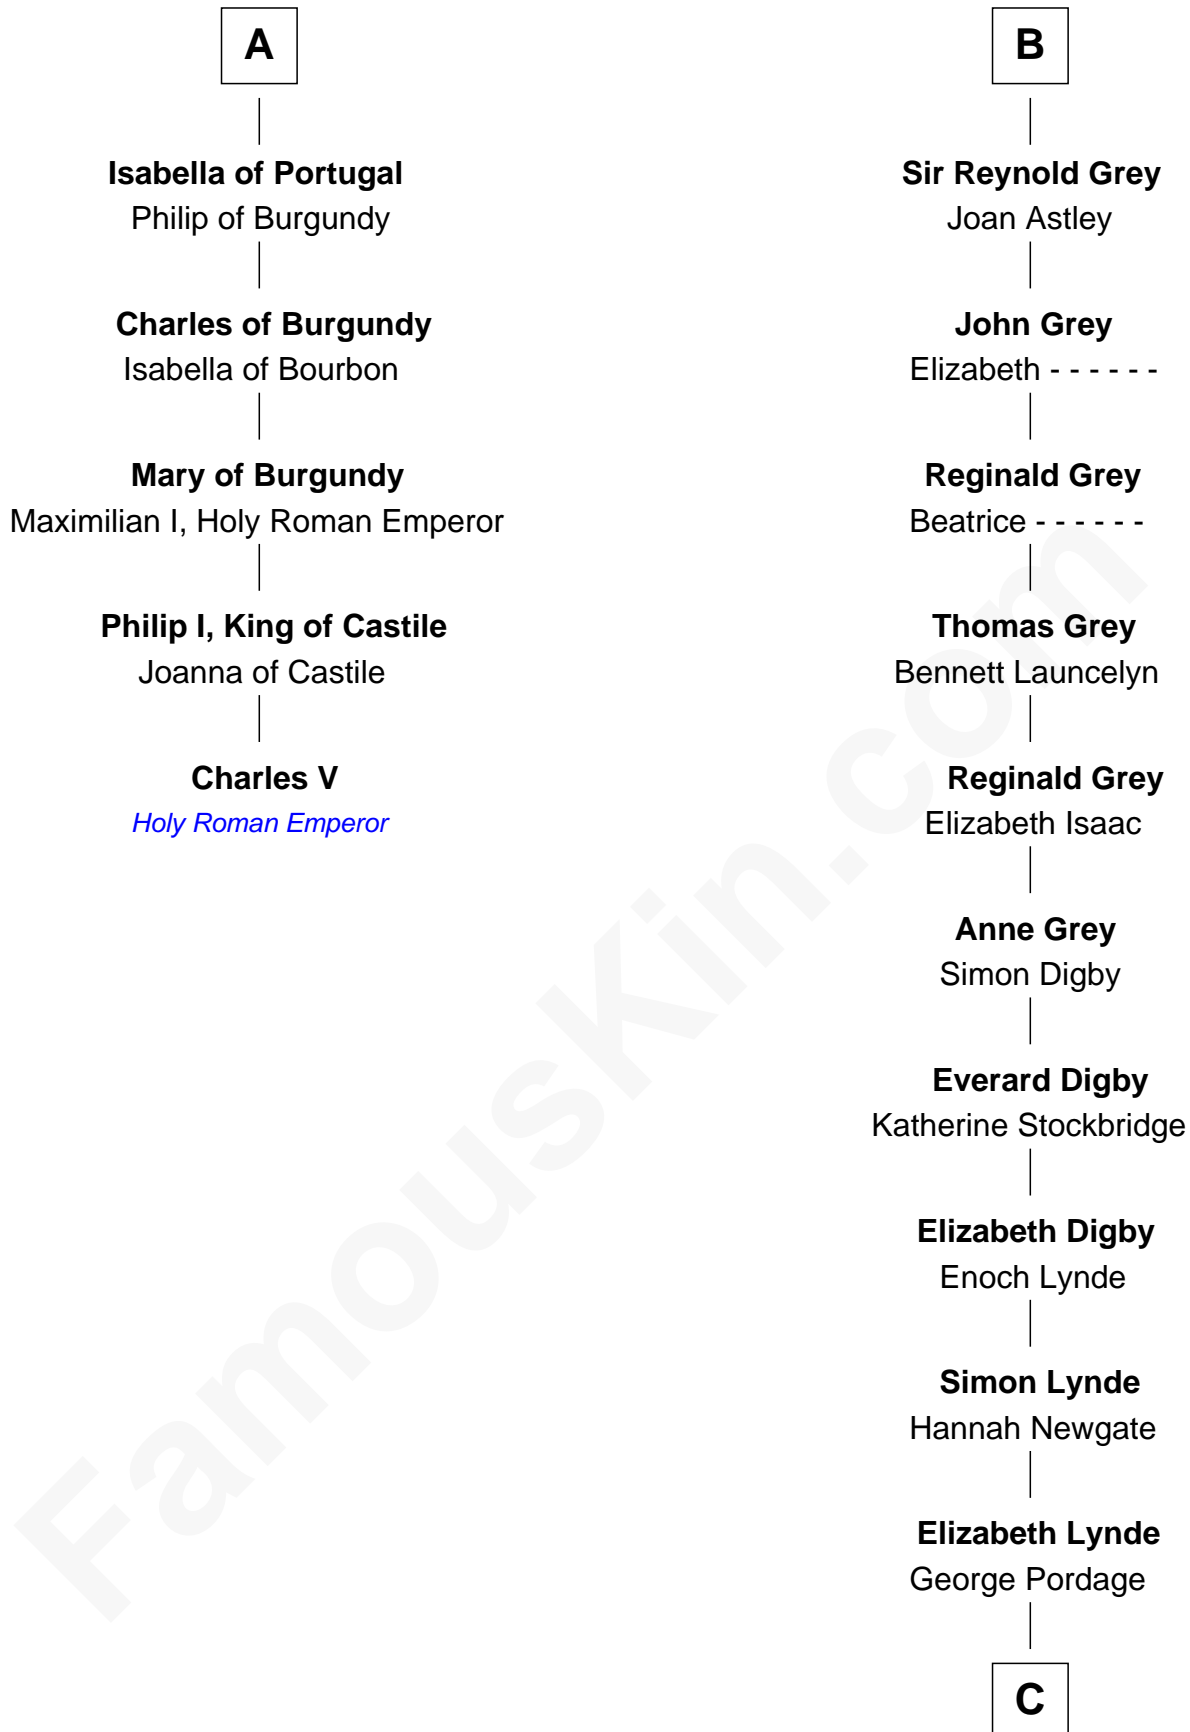 A
Isabella of Portugal
Philip of Burgundy
Charles of Burgundy
Isabella of Bourbon
Mary of Burgundy
Maximilian I, Holy Roman Emperor
Philip I, King of Castile
Joanna of Castile
Charles V
Holy Roman Emperor
B
Sir Reynold Grey
Joan Astley
John Grey
Elizabeth - - - - - -
Reginald Grey
Beatrice - - - - - -
Thomas Grey
Bennett Launcelyn
Reginald Grey
Elizabeth Isaac
Anne Grey
Simon Digby
Everard Digby
Katherine Stockbridge
Elizabeth Digby
Enoch Lynde
Simon Lynde
Hannah Newgate
Elizabeth Lynde
George Pordage
C
FamousKin.com